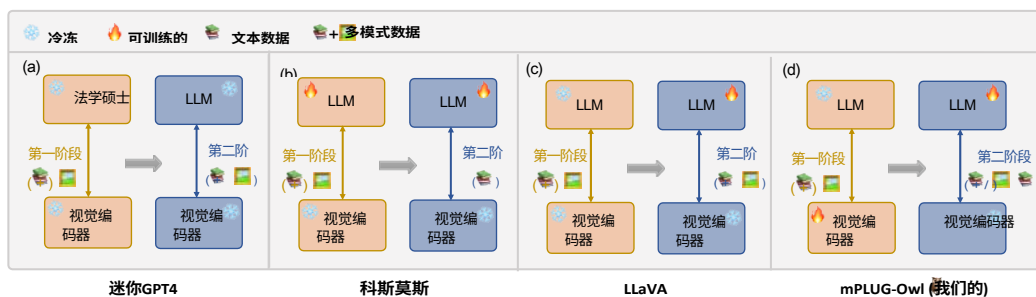 冷冻 可训练的 文本数据 + 多模式数据
(a) (b) (c) (d)
法学硕士 LLM LLM LLM LLM LLM LLM LLM
第一阶段 第二阶 第一阶段 第二阶 第一阶段 第二阶 第一阶段 第二阶段
(+) ( ) (+) ( ) (+) ( ) (+) (+/ )
视觉编 视觉编 视觉编 视觉编 视觉编 视觉编 视觉编 视觉编码器
码器 码器 码器 码器 码器 码器 码器
迷你GPT4 科斯莫斯 LLaVA mPLUG-Owl (我们的)